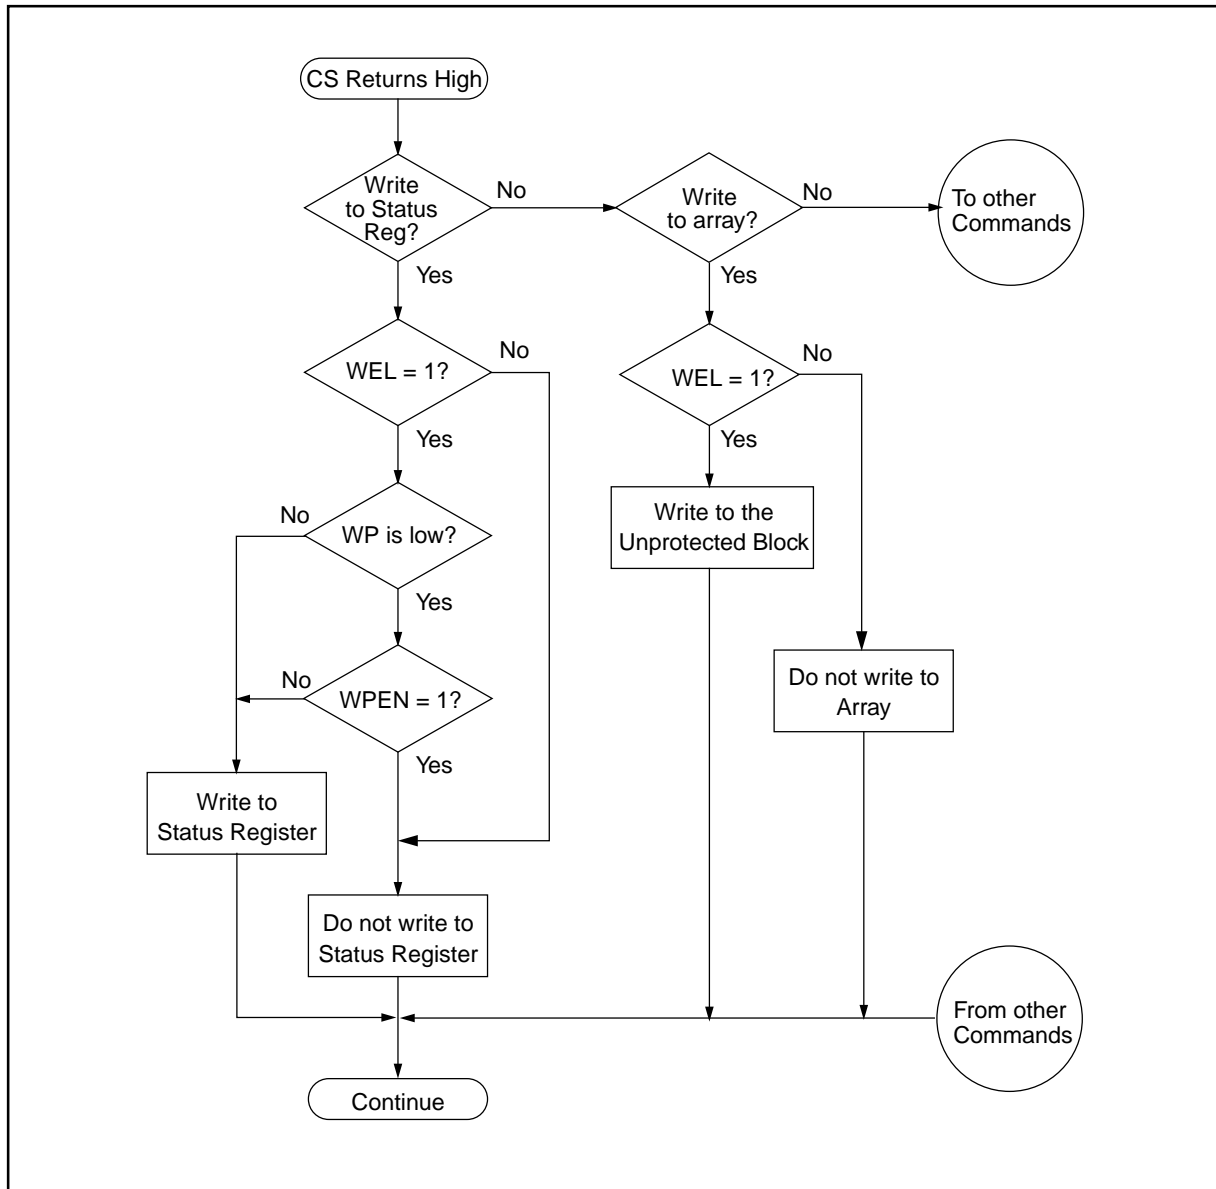 CS Returns High
Write
to Status
Reg?
No
Write
to array?
No
To other
Commands
Yes
Yes
WEL = 1?
No
WEL = 1?
No
Yes
Yes
No
WP is low?
Write to the
Unprotected Block
Yes
No
WPEN = 1?
Do not write to
Array
Yes
Write to
Status Register
Do not write to
Status Register
From other
Commands
Continue